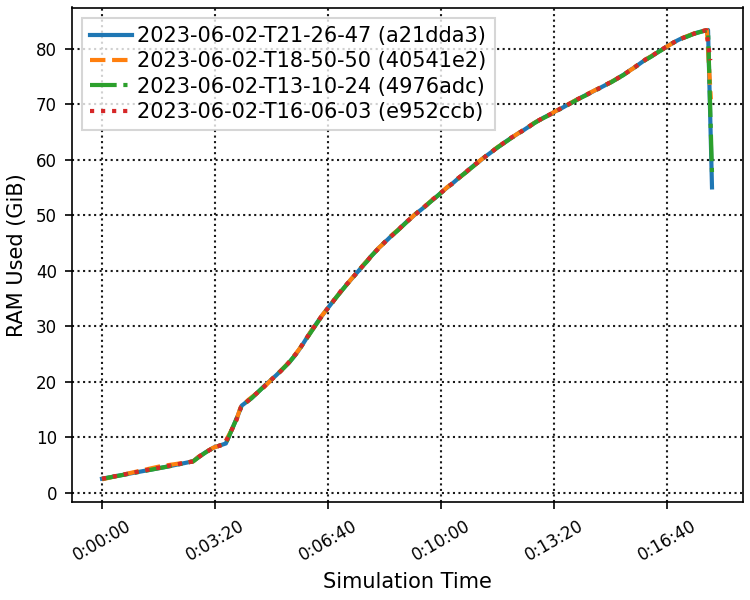 2023-06-02-T21-26-47 (a21dda3)
2023-06-02-T18-50-50 (40541e2)
2023-06-02-T13-10-24 (4976adc)
2023-06-02-T16-06-03 (e952ccb)
RAM Used (GiB)
80
70
60
50
40
30
20
10
0
0:00:00 0:03:20 0:06:40 0:10:00 0:13:20 0:16:40
Simulation Time